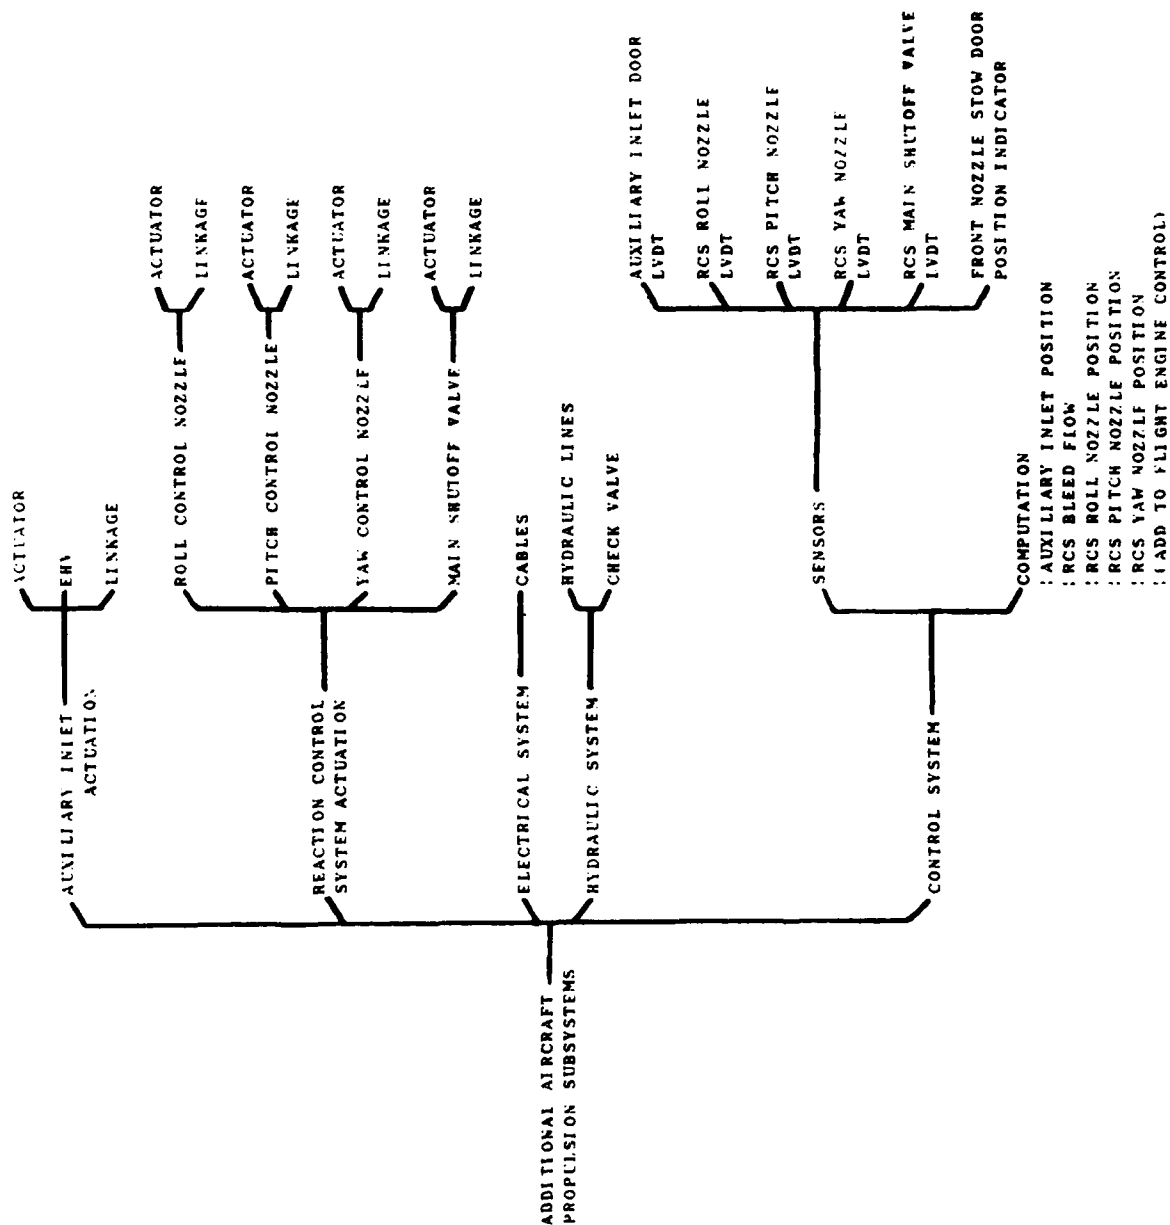 ADDITIONAL AIRCRAFT
PROPULSION SUBSYSTEMS
AUXILIARY INLET
ACTUATION
ACTUATOR
EHV
LINKAGE
REACTION CONTROL
SYSTEM ACTUATION
ROLL CONTROL NOZZLE
ACTUATOR
LINKAGE
PITCH CONTROL NOZZLE
ACTUATOR
LINKAGE
YAW CONTROL NOZZLE
ACTUATOR
LINKAGE
MAIN SHUTOFF VALVE
ACTUATOR
LINKAGE
ELECTRICAL SYSTEM
CABLES
HYDRAULIC SYSTEM
HYDRAULIC LINES
CHECK VALVE
CONTROL SYSTEM
SENSORS
AUXILIARY INLET DOOR
LVDT
RCS ROLL NOZZLE
LVDT
RCS PITCH NOZZLE
LVDT
RCS YAW NOZZLE
LVDT
RCS MAIN SHUTOFF VALVE
LVDT
FRONT NOZZLE STOW DOOR
POSITION INDICATOR
COMPUTATION
: AUXILIARY INLET POSITION
: RCS BLEED FLOW
: RCS ROLL NOZZLE POSITION
: RCS PITCH NOZZLE POSITION
: RCS YAW NOZZLE POSITION
: (ADD TO FLIGHT ENGINE CONTROL)